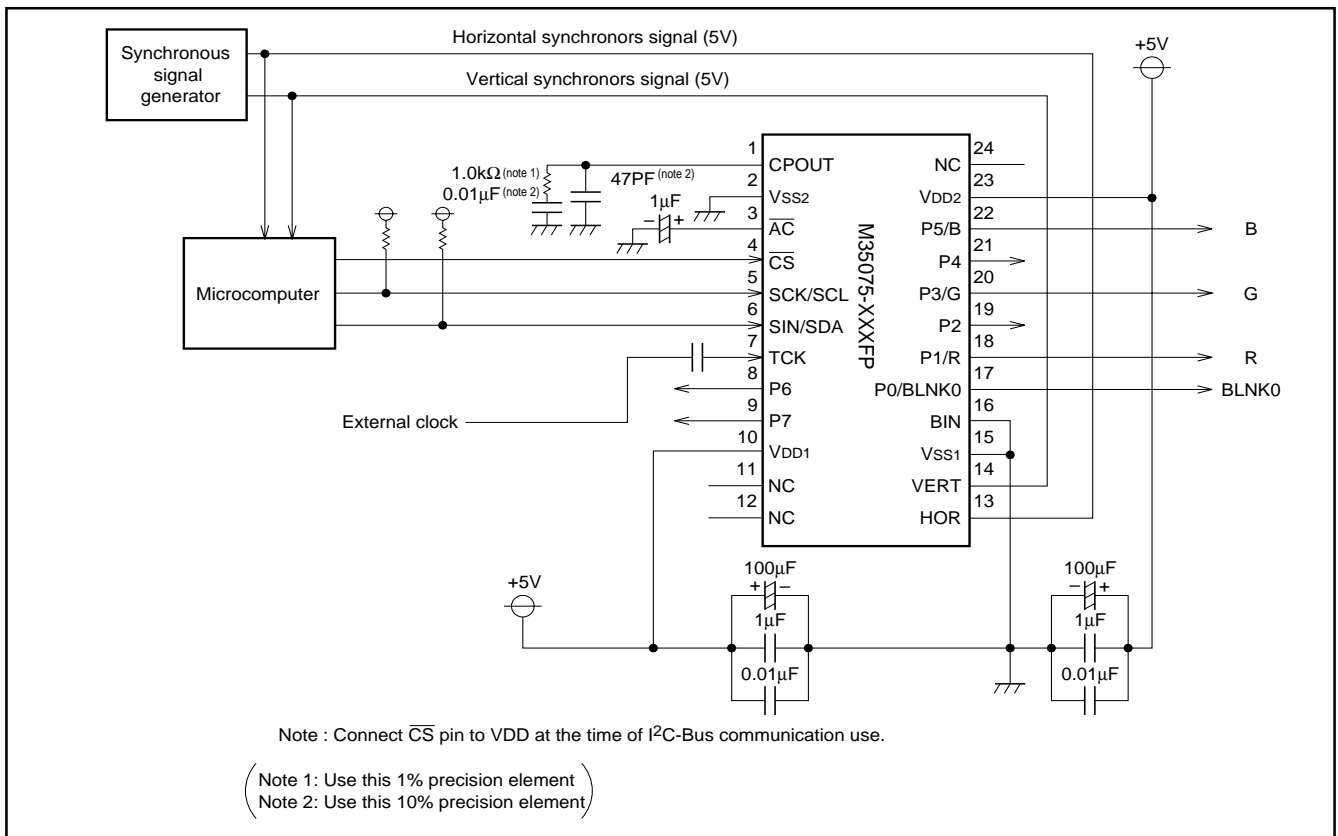 Horizontal synchronors signal (5V)
+5V
Synchronous
signal
generator
Vertical synchronors signal (5V)
1
CPOUT
24
NC
1.0kΩ (note 1)
0.01μF (note 2)
47PF (note 2)
2
VSS2
23
VDD2
1μF
− +
3
A̅C̅
22
P5/B
B
4
C̅S̅
21
P4
M35075-XXXFP
Microcomputer
5
SCK/SCL
20
P3/G
G
6
SIN/SDA
19
P2
7
TCK
18
P1/R
R
8
P6
17
P0/BLNK0
BLNK0
External clock
9
P7
16
BIN
10
VDD1
15
VSS1
11
NC
14
VERT
12
NC
13
HOR
+5V
100μF
+ −
1μF
0.01μF
100μF
− +
1μF
0.01μF
Note : Connect C̅S̅ pin to VDD at the time of I²C-Bus communication use.
Note 1: Use this 1% precision element
Note 2: Use this 10% precision element